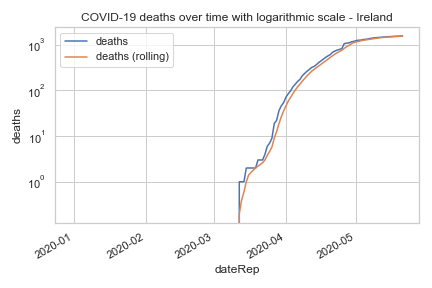 COVID-19 deaths over time with logarithmic scale - Ireland
deaths
deaths (rolling)
10³
10²
10¹
10⁰
deaths
2020-01
2020-02
2020-03
2020-04
2020-05
dateRep